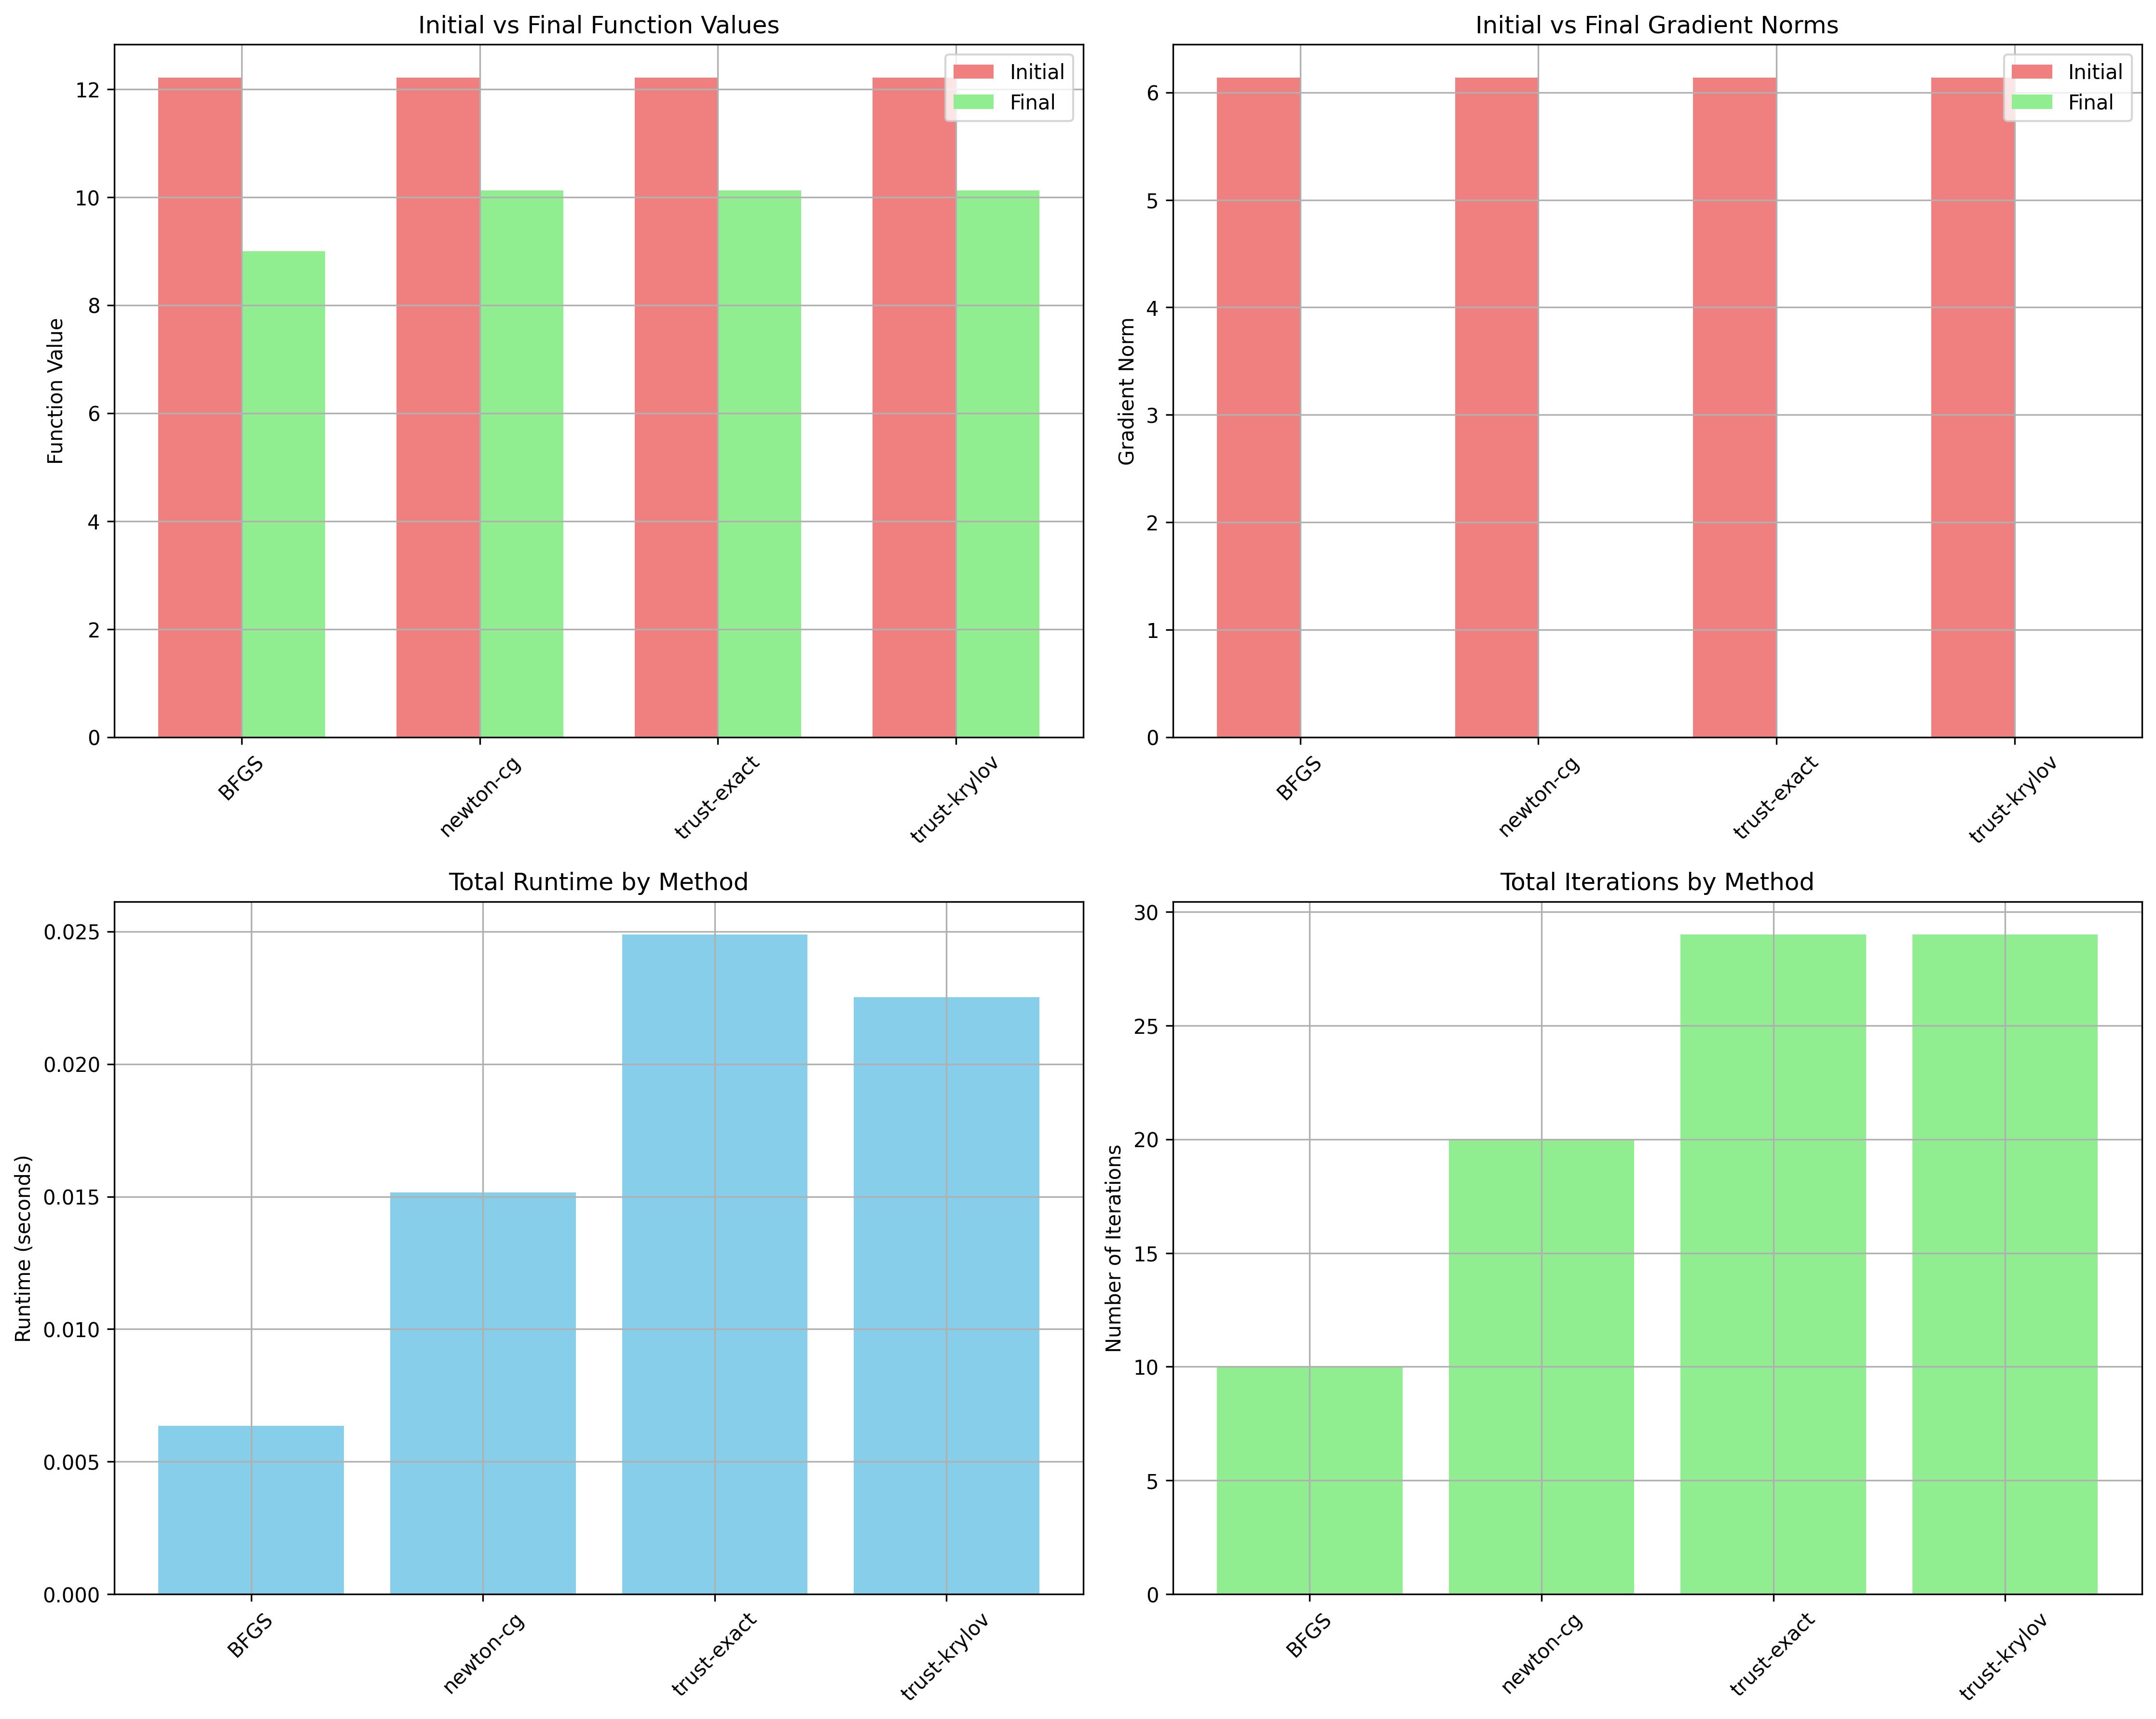 Initial vs Final Function Values
Function Value
12
10
8
6
4
2
0
Initial
Final
BFGS
newton-cg
trust-exact
trust-krylov
Initial vs Final Gradient Norms
Gradient Norm
6
5
4
3
2
1
0
Initial
Final
BFGS
newton-cg
trust-exact
trust-krylov
Total Runtime by Method
Runtime (seconds)
0.025
0.020
0.015
0.010
0.005
0.000
BFGS
newton-cg
trust-exact
trust-krylov
Total Iterations by Method
Number of Iterations
30
25
20
15
10
5
0
BFGS
newton-cg
trust-exact
trust-krylov